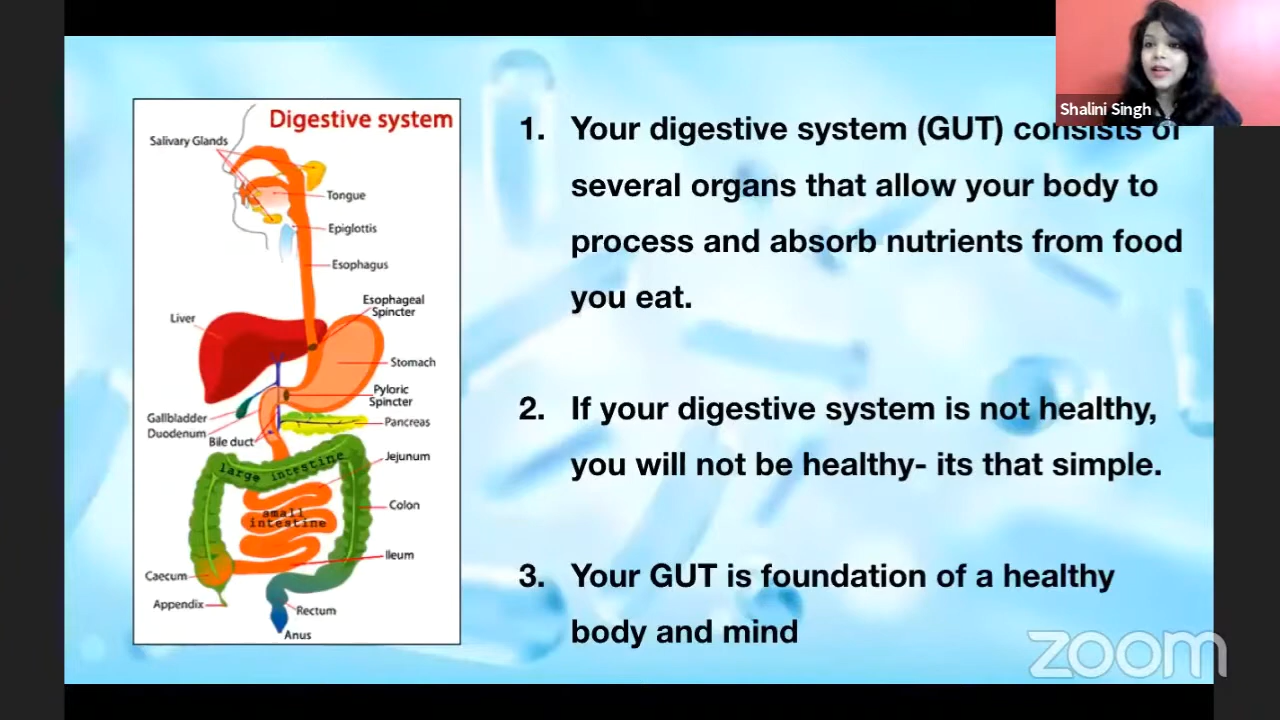 Shalini Singh
Digestive system
Salivary Glands
Tongue
Epiglottis
Esophagus
Esophageal
Spincter
Liver
Stomach
Pyloric
Spincter
Gallbladder
Duodenum
Bile duct
Pancreas
large intestine
Jejunum
small
intestine
Colon
Ileum
Caecum
Appendix
Rectum
Anus
1. Your digestive system (GUT) consists of
several organs that allow your body to
process and absorb nutrients from food
you eat.
2. If your digestive system is not healthy,
you will not be healthy- its that simple.
3. Your GUT is foundation of a healthy
body and mind
zoom